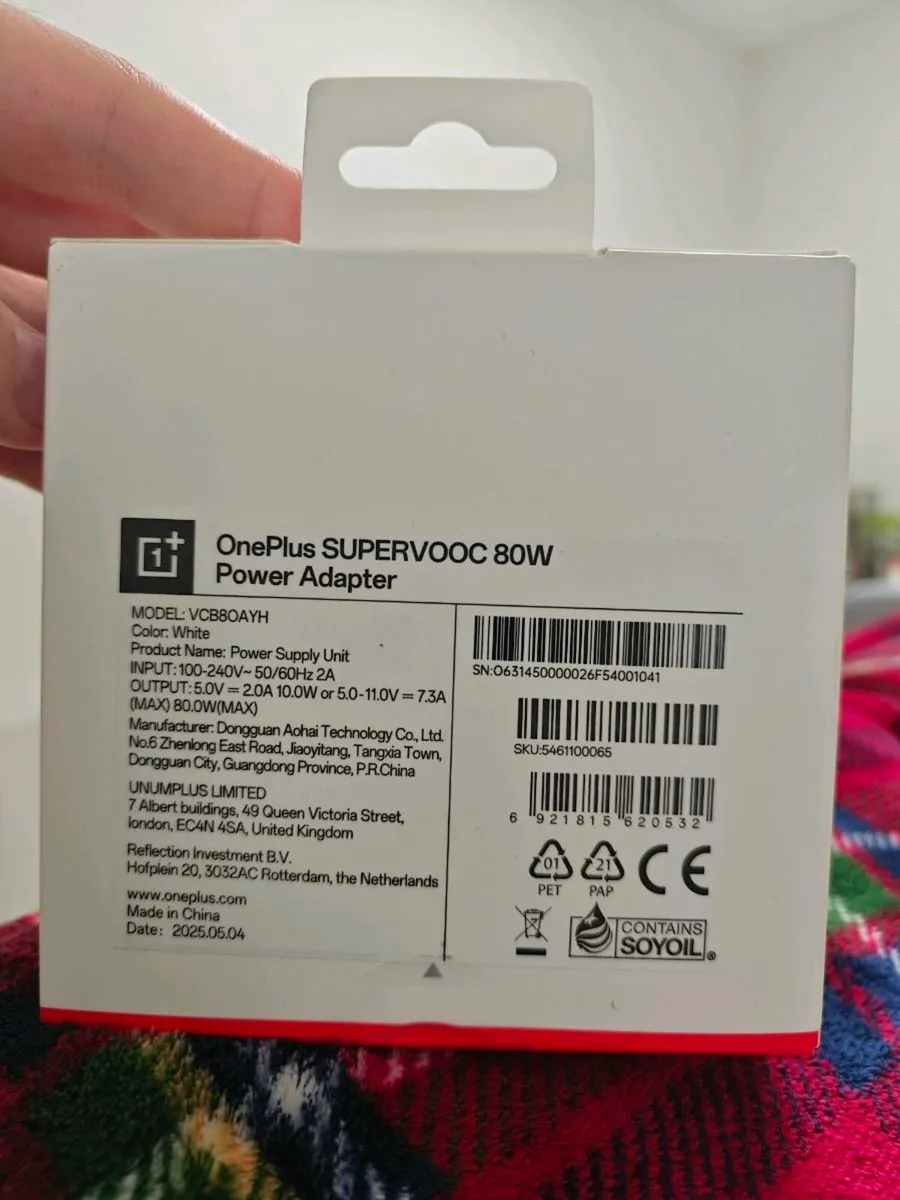 1+
OnePlus SUPERVOOC 80W
Power Adapter
MODEL: VCB8OAYH
Color: White
Product Name: Power Supply Unit
INPUT: 100-240V~ 50/60Hz 2A
OUTPUT: 5.0V ⎓ 2.0A 10.0W or 5.0-11.0V ⎓ 7.3A
(MAX) 80.0W(MAX)
Manufacturer: Dongguan Aohai Technology Co., Ltd.
No.6 Zhenlong East Road, Jiaoyitang, Tangxia Town,
Dongguan City, Guangdong Province, P.R.China
UNUMPLUS LIMITED
7 Albert buildings, 49 Queen Victoria Street,
london, EC4N 4SA, United Kingdom
Reflection Investment B.V.
Hofplein 20, 3032AC Rotterdam, the Netherlands
www.oneplus.com
Made in China
Date: 2025.05.04
SN:O631450000026F54001041
SKU:5461100065
6 921815 620532
01
PET
21
PAP
CE
CONTAINS
SOYOIL®